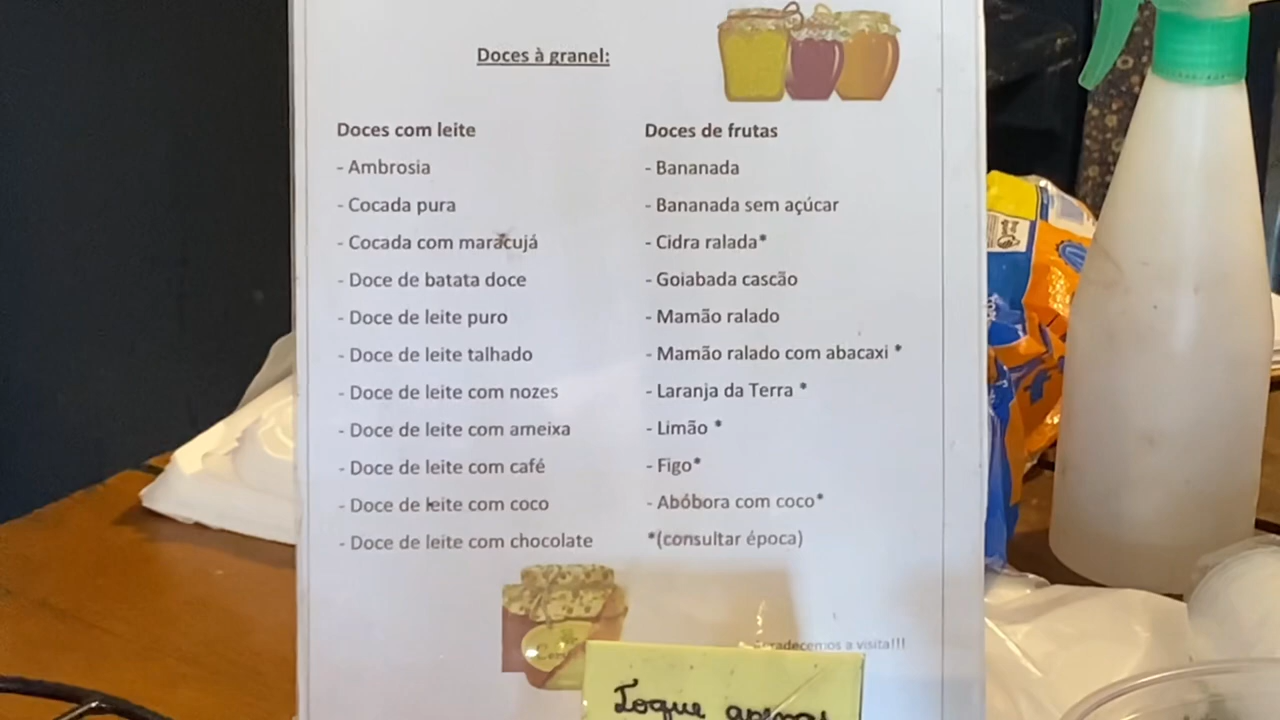 Doces à granel:
Doces com leite
- Ambrosia
- Cocada pura
- Cocada com maracujá
- Doce de batata doce
- Doce de leite puro
- Doce de leite talhado
- Doce de leite com nozes
- Doce de leite com ameixa
- Doce de leite com café
- Doce de leite com coco
- Doce de leite com chocolate
Doces de frutas
- Bananada
- Bananada sem açúcar
- Cidra ralada*
- Goiabada cascão
- Mamão ralado
- Mamão ralado com abacaxi *
- Laranja da Terra *
- Limão *
- Figo*
- Abóbora com coco*
*(consultar época)
a visita!!!
Toque apenas